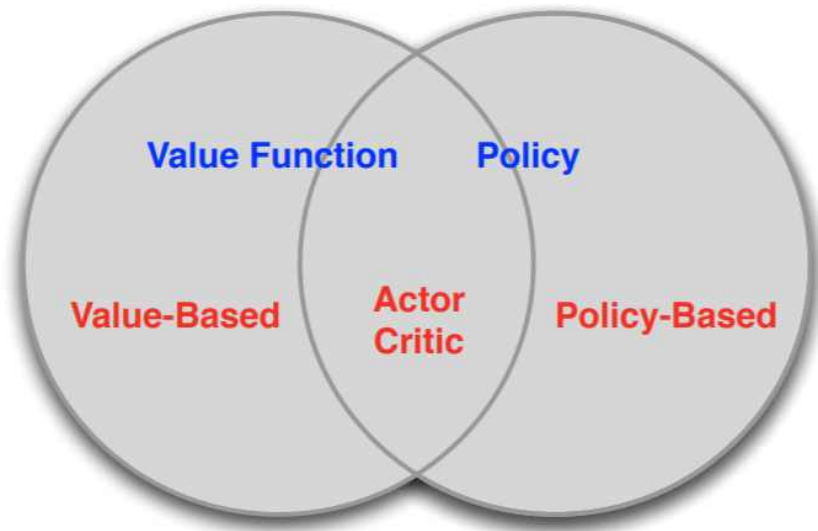 Value Function
Policy
Value-Based
Actor
Critic
Policy-Based